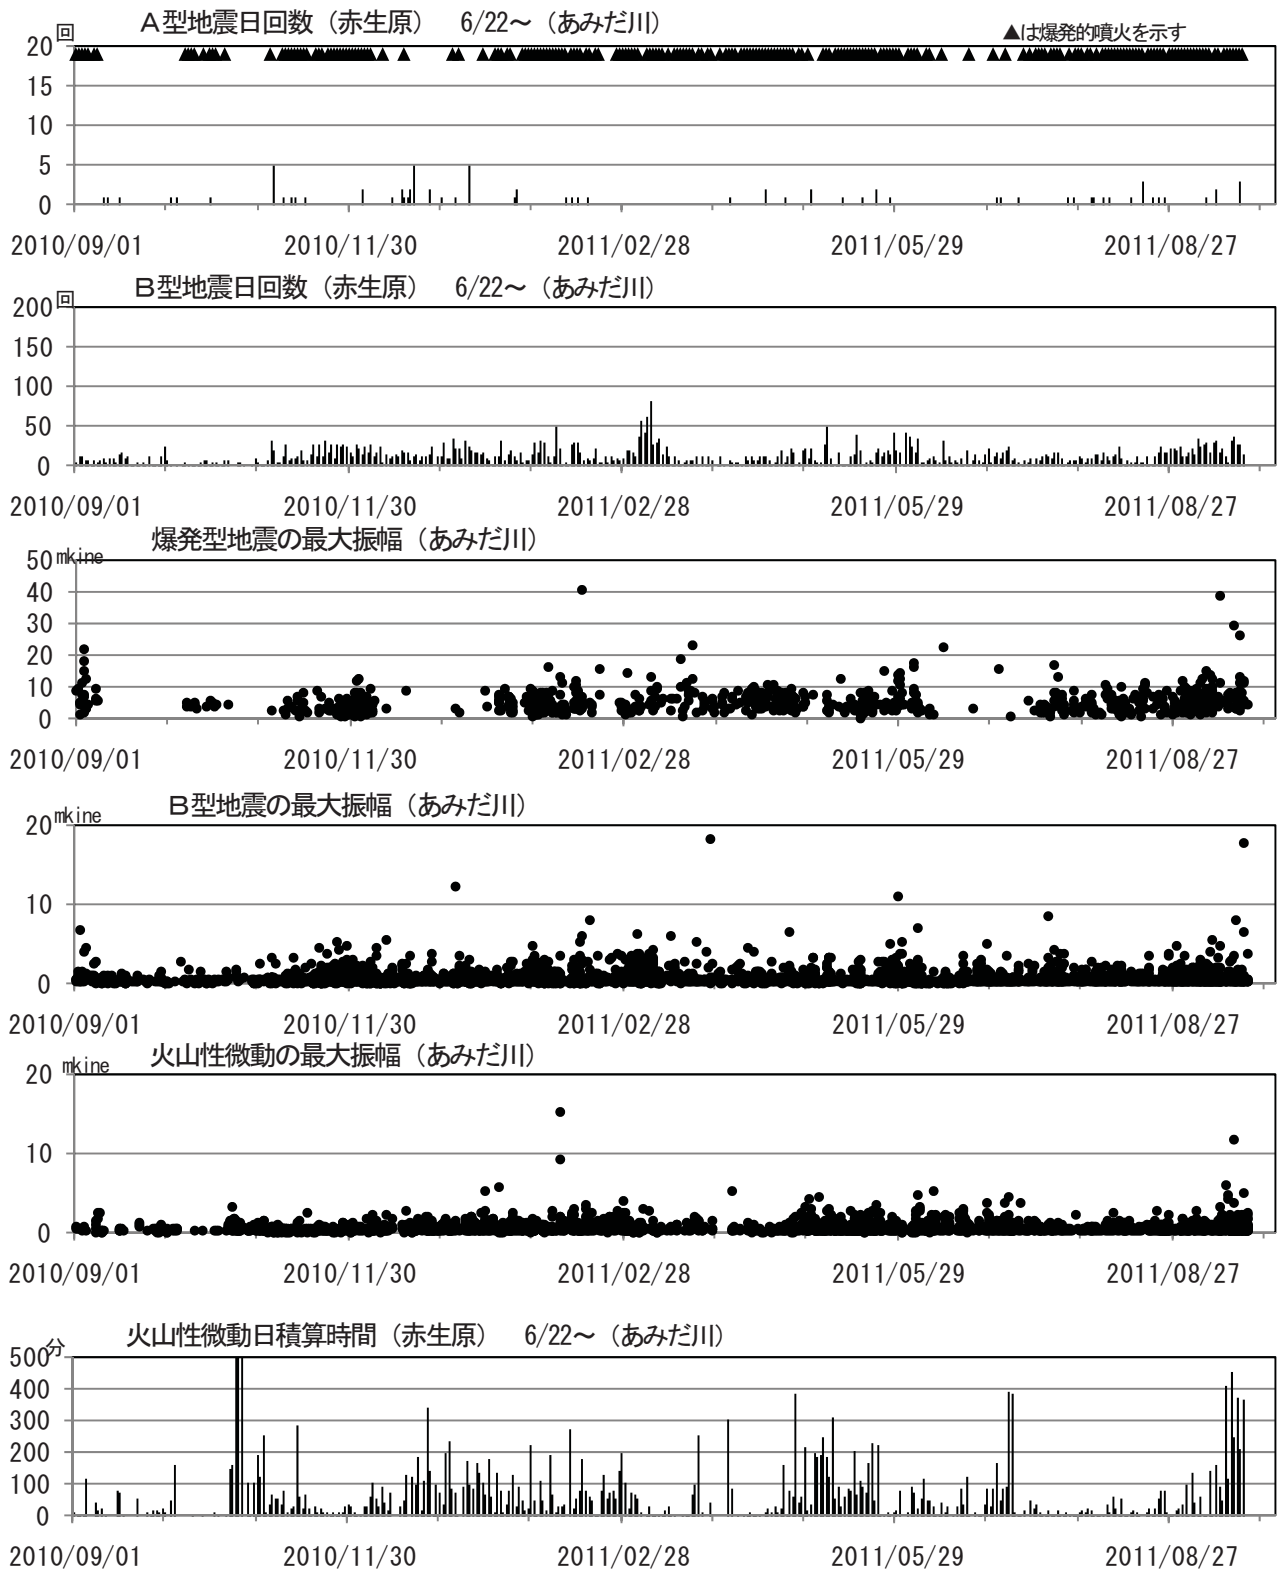 A型地震日回数（赤生原）　6/22～（あみだ川）
▲は爆発的噴火を示す
回
20
15
10
5
0
2010/09/01 2010/11/30 2011/02/28 2011/05/29 2011/08/27
B型地震日回数（赤生原）　6/22～（あみだ川）
回
200
150
100
50
0
2010/09/01 2010/11/30 2011/02/28 2011/05/29 2011/08/27
爆発型地震の最大振幅（あみだ川）
mkine
50
40
30
20
10
0
2010/09/01 2010/11/30 2011/02/28 2011/05/29 2011/08/27
B型地震の最大振幅（あみだ川）
mkine
20
10
0
2010/09/01 2010/11/30 2011/02/28 2011/05/29 2011/08/27
火山性微動の最大振幅（あみだ川）
mkine
20
10
0
2010/09/01 2010/11/30 2011/02/28 2011/05/29 2011/08/27
火山性微動日積算時間（赤生原）　6/22～（あみだ川）
分
500
400
300
200
100
0
2010/09/01 2010/11/30 2011/02/28 2011/05/29 2011/08/27